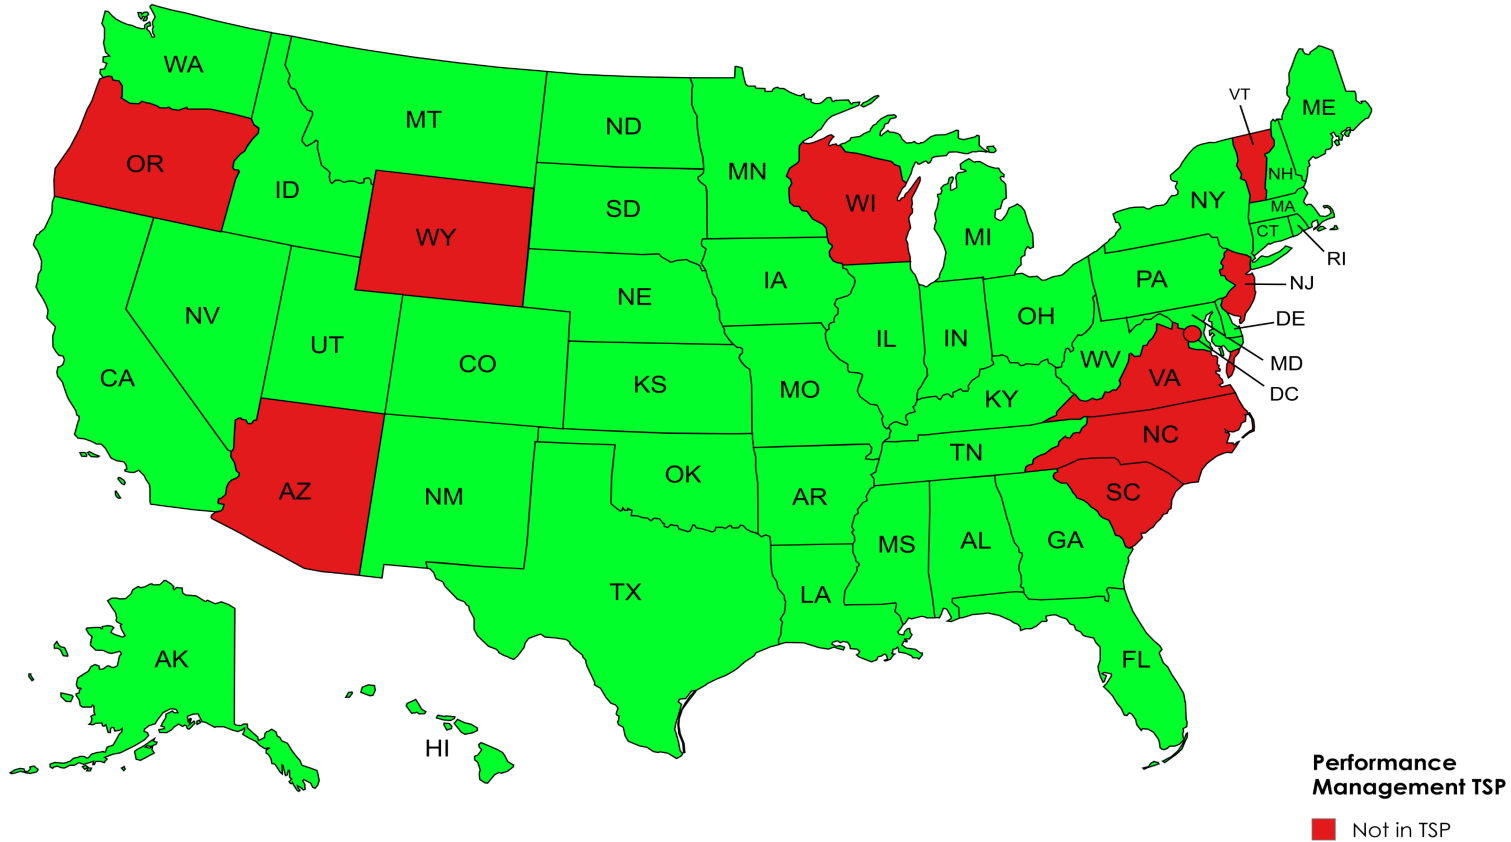 WA
MT
ND
MN
ME
VT
OR
ID
SD
WI
NH
NY
MA
WY
MI
CT
RI
IA
PA
NJ
NE
NV
OH
DE
UT
IL
IN
CO
WV
MD
CA
KS
MO
VA
DC
KY
NC
TN
OK
AZ
NM
AR
SC
MS
AL
GA
TX
LA
AK
FL
HI
Performance
Management TSP
Not in TSP